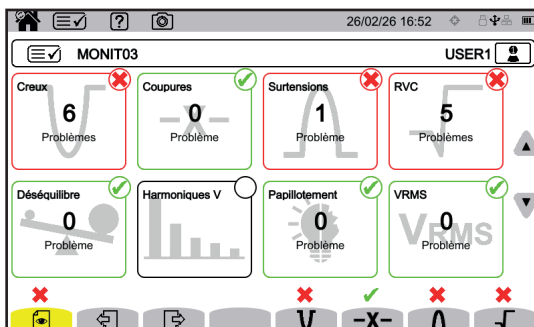 ?
26/02/26 16:52
MONIT03
USER1
Creux
6
Problèmes
Coupures
0
Problème
Surtensions
1
Problème
RVC
5
Problèmes
Déséquilibre
0
Problème
Harmoniques V
Papillotement
0
Problème
VRMS
VRMS
0
Problème